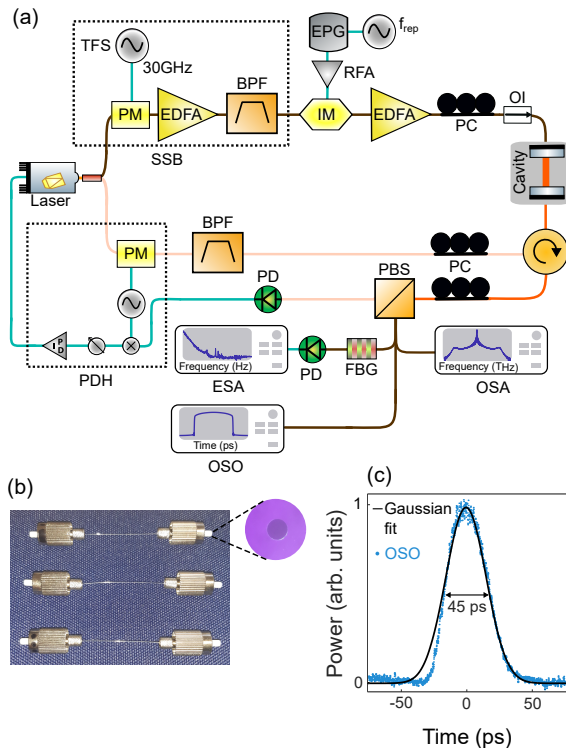 (a)
TFS
30GHz
PM
EDFA
BPF
SSB
EPG
f_rep
RFA
IM
EDFA
PC
OI
Cavity
Laser
PM
BPF
PC
PD
PBS
PID
PDH
Frequency (Hz)
ESA
PD
FBG
Frequency (THz)
OSA
Time (ps)
OSO
(b)
(c)
Gaussian
fit
OSO
45 ps
Power (arb. units)
1
0
-50
0
50
Time (ps)